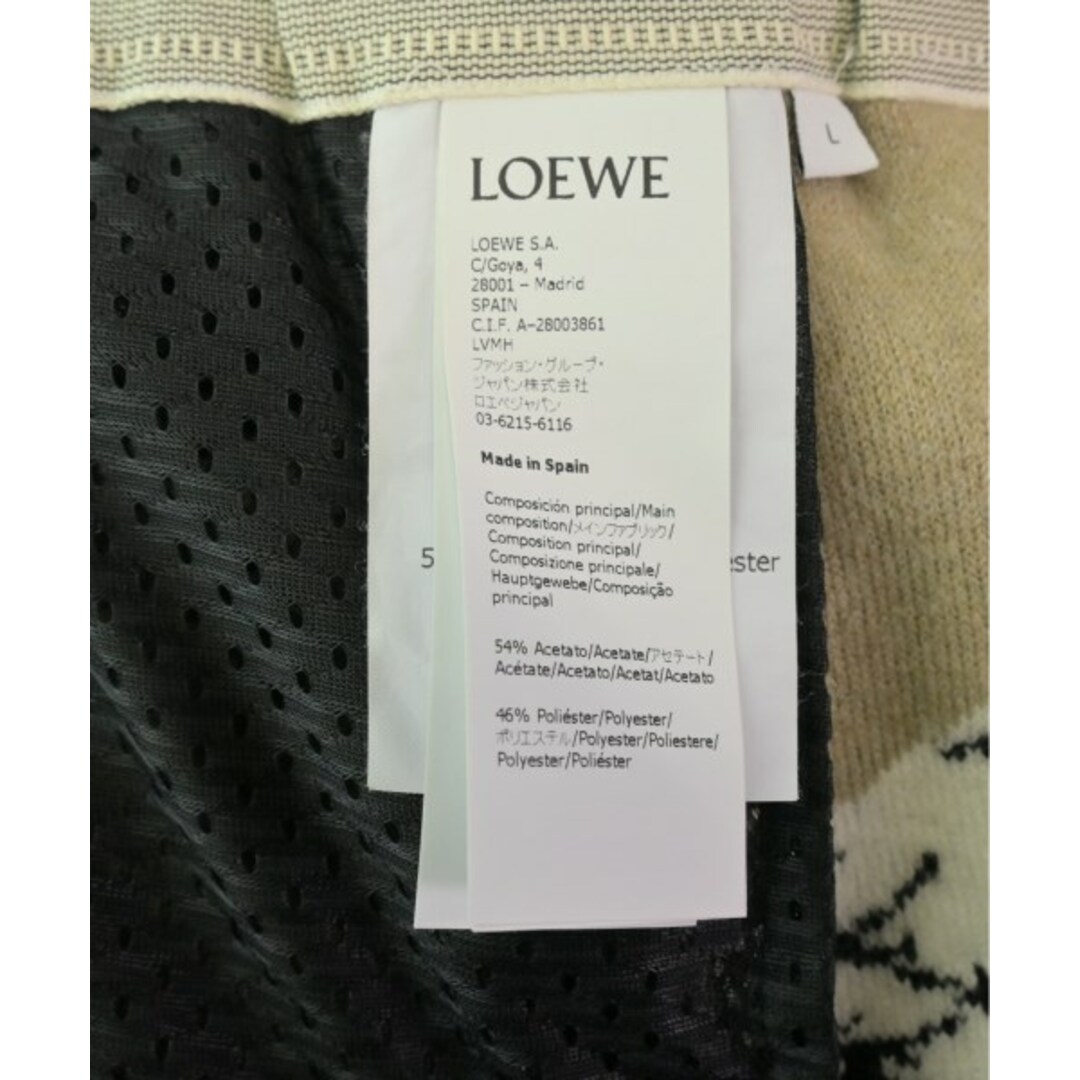 LOEWE
L
LOEWE S.A.
C/Goya, 4
28001 – Madrid
SPAIN
C.I.F. A-28003861
LVMH
ファッション・グループ・
ジャパン株式会社
ロエベジャパン
03-6215-6116
Made in Spain
Composición principal/Main
composition/メインファブリック/
Composition principal/
Composizione principale/
Hauptgewebe/Composição
principal
5 ester
54% Acetato/Acetate/アセテート/
Acétate/Acetato/Acetat/Acetato
46% Poliéster/Polyester/
ポリエステル/Polyester/Poliestere/
Polyester/Poliéster